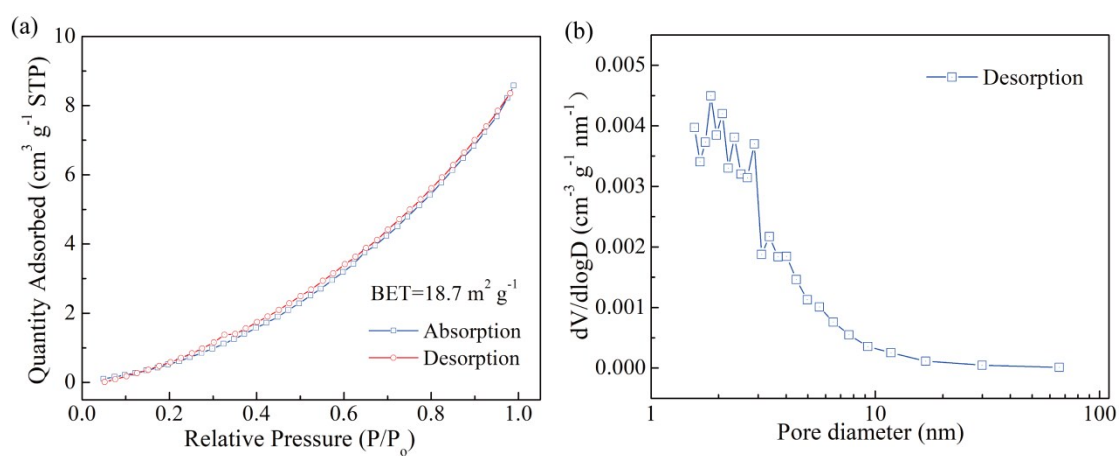 (a)
Quantity Adsorbed (cm³ g⁻¹ STP)
10
8
6
4
2
0
0.0
0.2
0.4
0.6
0.8
1.0
Relative Pressure (P/Pₒ)
BET=18.7 m² g⁻¹
Absorption
Desorption
(b)
dV/dlogD (cm⁻³ g⁻¹ nm⁻¹)
0.005
0.004
0.003
0.002
0.001
0.000
1
10
100
Pore diameter (nm)
Desorption